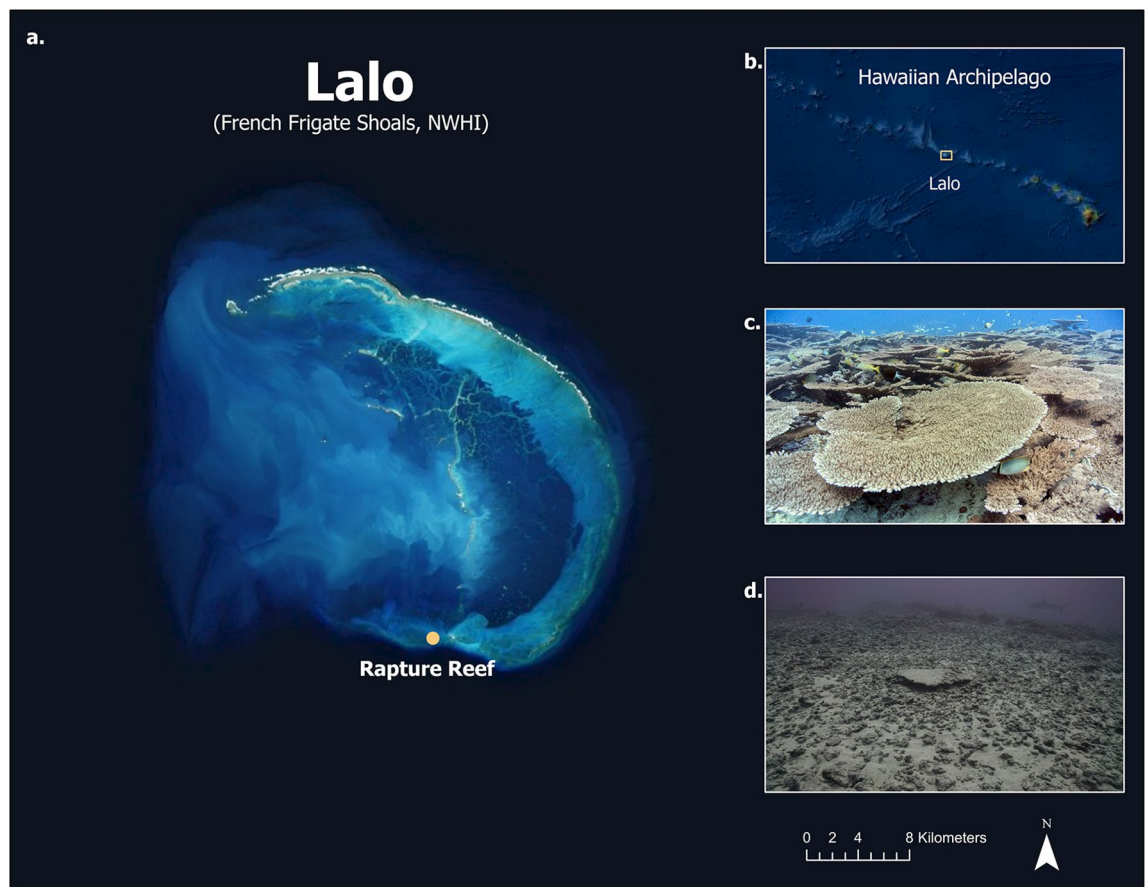 a.
Lalo
(French Frigate Shoals, NWHI)
Rapture Reef
b.
Hawaiian Archipelago
Lalo
c.
d.
0 2 4 8 Kilometers
N